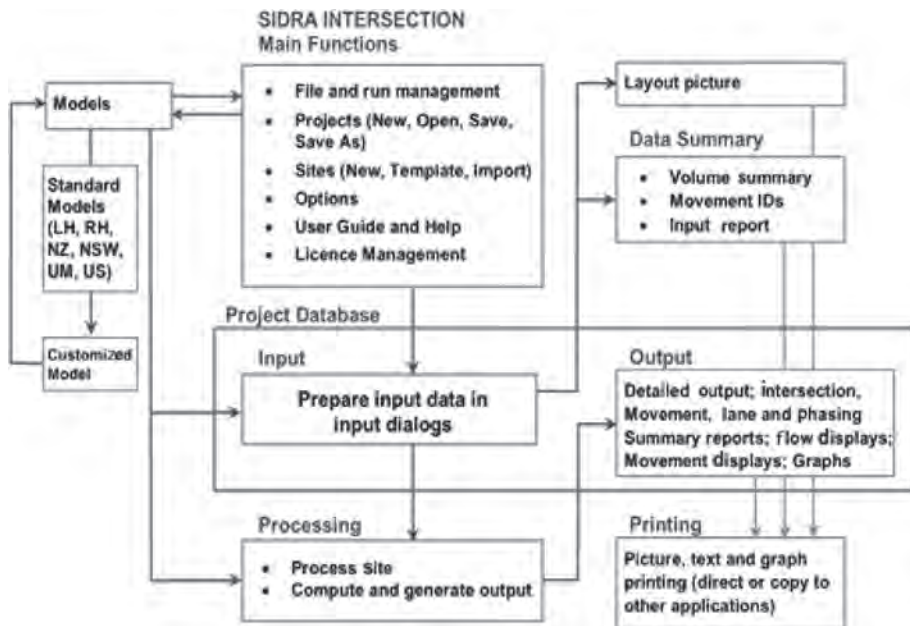 SIDRA INTERSECTION
Main Functions
Models
• File and run management
• Projects (New, Open, Save,
Save As)
• Sites (New, Template, import)
• Options
• User Guide and Help
• Licence Management
Layout picture
Data Summary
• Volume summary
• Movement IDs
• Input report
Standard
Models
(LH, RH,
NZ, NSW,
UM, US)
Customized
Model
Project Database
Input
Prepare input data in
input dialogs
Output
Detailed output; intersection,
Movement, lane and phasing
Summary reports; flow displays;
Movement displays; Graphs
Processing
• Process site
• Compute and generate output
Printing
Picture, text and graph
printing (direct or copy to
other applications)